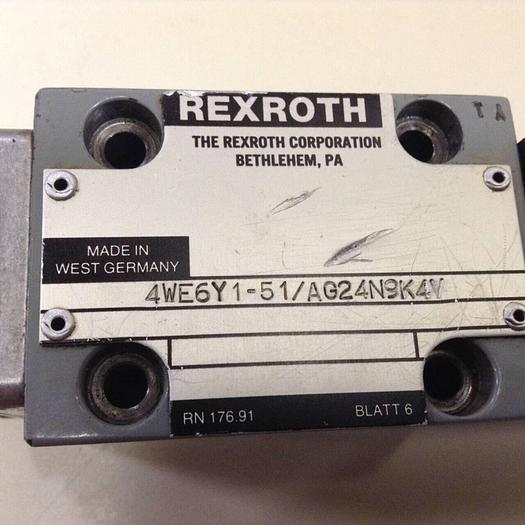 REXROTH
T A
THE REXROTH CORPORATION
BETHLEHEM, PA
MADE IN
WEST GERMANY
4WE6Y1-51/AG24N9K4V
RN 176.91
BLATT 6